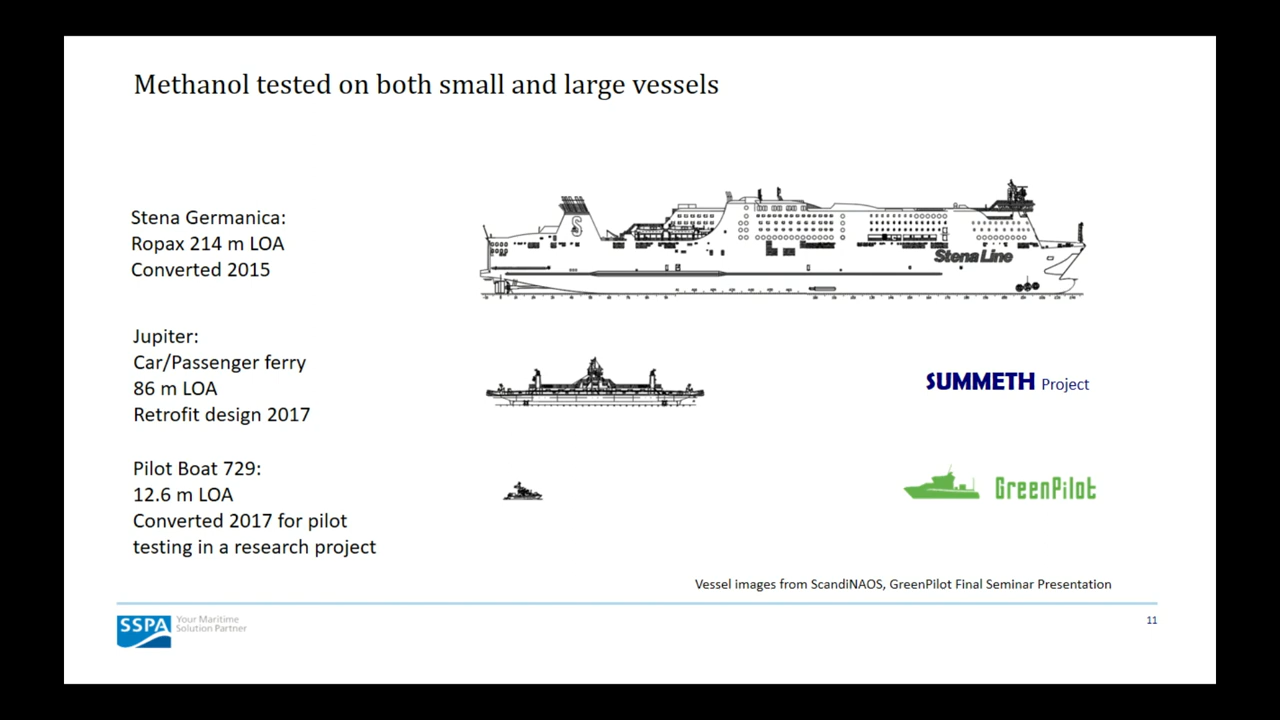 Methanol tested on both small and large vessels
Stena Germanica:
Ropax 214 m LOA
Converted 2015
Stena Line
Jupiter:
Car/Passenger ferry
86 m LOA
Retrofit design 2017
SUMMETH Project
Pilot Boat 729:
12.6 m LOA
Converted 2017 for pilot
testing in a research project
GreenPilot
Vessel images from ScandiNAOS, GreenPilot Final Seminar Presentation
SSPA
Your Maritime
Solution Partner
11